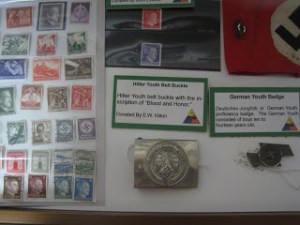 Hitler Youth Belt Buckle
Hitler Youth belt buckle with the in-
scription of "Blood and Honor."
Donated By E.W. 
German Youth Badge
Deutsches Jungfolk or German Youth
proficiency badge. The German Youth
consisted of boys ten to
fourteen years old.